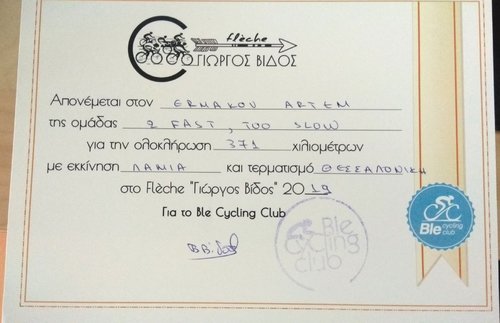 flèche
ΓΙΩΡΓΟΣ ΒΙΔΟΣ
Απονέμεται στον ERMAKOV ARTEM
της ομάδας 2 FAST, TOO SLOW
για την ολοκλήρωση 371 χιλιομέτρων
με εκκίνηση ΛΑΜΙΑ και τερματισμό ΘΕΣΣΑΛΟΝΙΚΗ
στο Flèche "Γιώργος Βίδος" 2019
Για το Ble Cycling Club
Ble
Cycling
club
Ble cycling
club